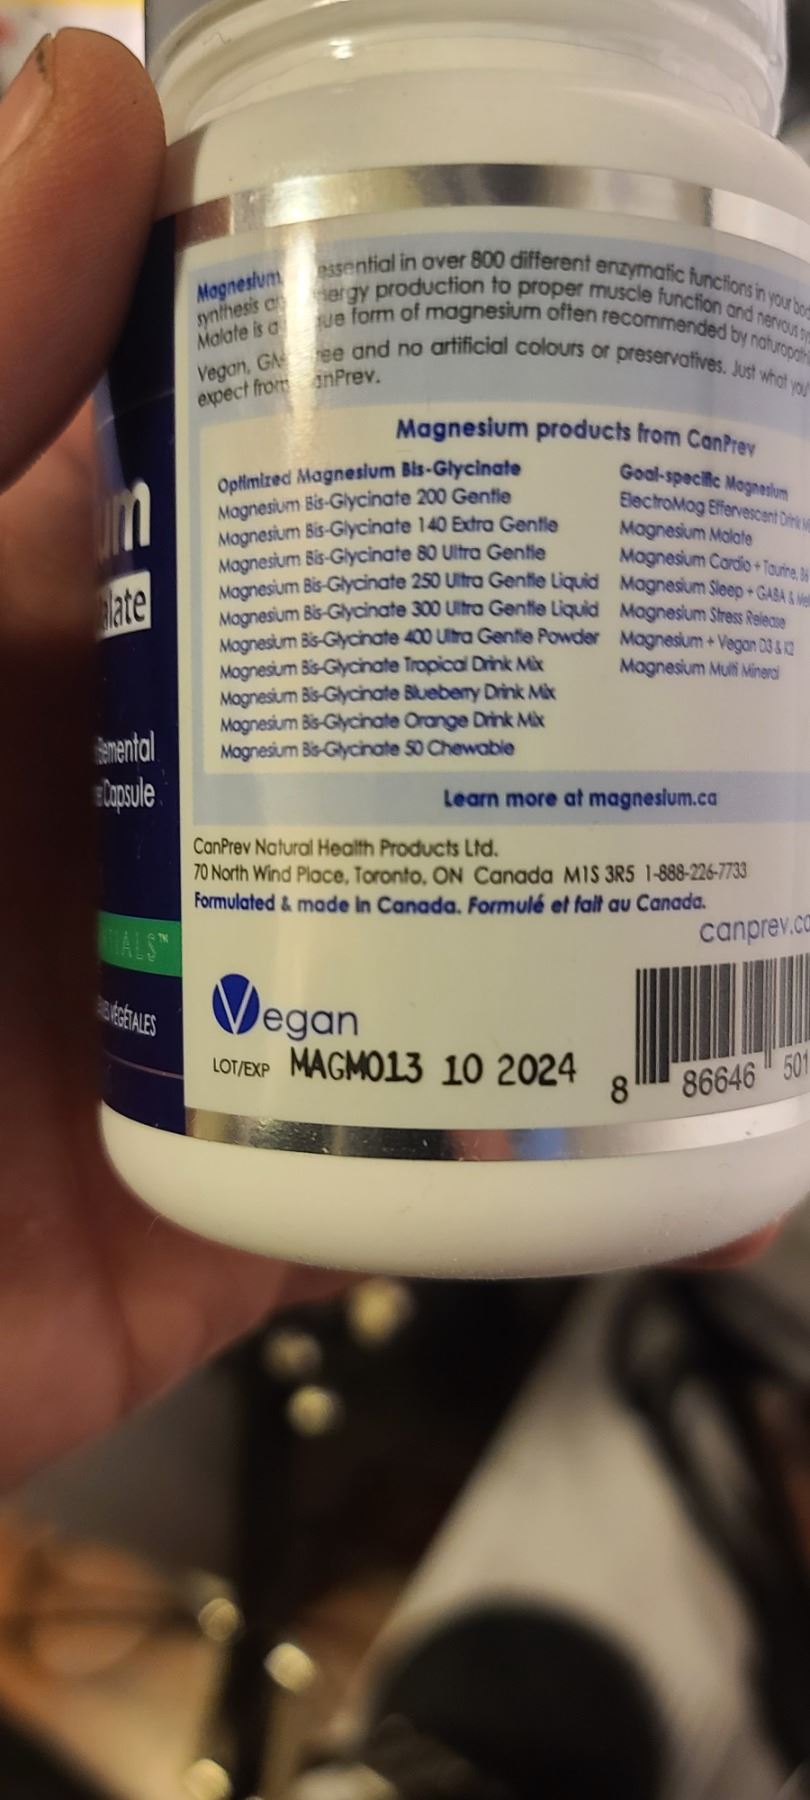 Magnesium essential in over 800 different enzymatic functions in your body
synthesis energy production to proper muscle function and nervous
Malate is a form of magnesium often recommended by
Vegan, and no artificial colours or preservatives. Just what you
expect from CanPrev.
Magnesium products from CanPrev
Optimized Magnesium Bis-Glycinate
Magnesium Bis-Glycinate 200 Gentle
Magnesium Bis-Glycinate 140 Extra Gentle
Magnesium Bis-Glycinate 80 Ultra Gentle
Magnesium Bis-Glycinate 250 Ultra Gentle Liquid
Magnesium Bis-Glycinate 300 Ultra Gentle Liquid
Magnesium Bis-Glycinate 400 Ultra Gentle Powder
Magnesium Bis-Glycinate Tropical Drink Mix
Magnesium Bis-Glycinate Blueberry Drink Mix
Magnesium Bis-Glycinate Orange Drink Mix
Magnesium Bis-Glycinate 50 Chewable
Goal-specific Magnesium
ElectroMag Effervescent Drink
Magnesium Malate
Magnesium Cardio + Taurine, B6
Magnesium Sleep + GABA &
Magnesium Stress Release
Magnesium + Vegan D3 & K2
Magnesium Multi Mineral
Learn more at magnesium.ca
CanPrev Natural Health Products Ltd.
70 North Wind Place, Toronto, ON Canada M1S 3R5 1-888-226-7733
Formulated & made in Canada. Formulé et fait au Canada.
canprev.ca
Vegan
LOT/EXP MAGM013 10 2024
8 86646 501
Elemental
Capsule
VÉGÉTALES